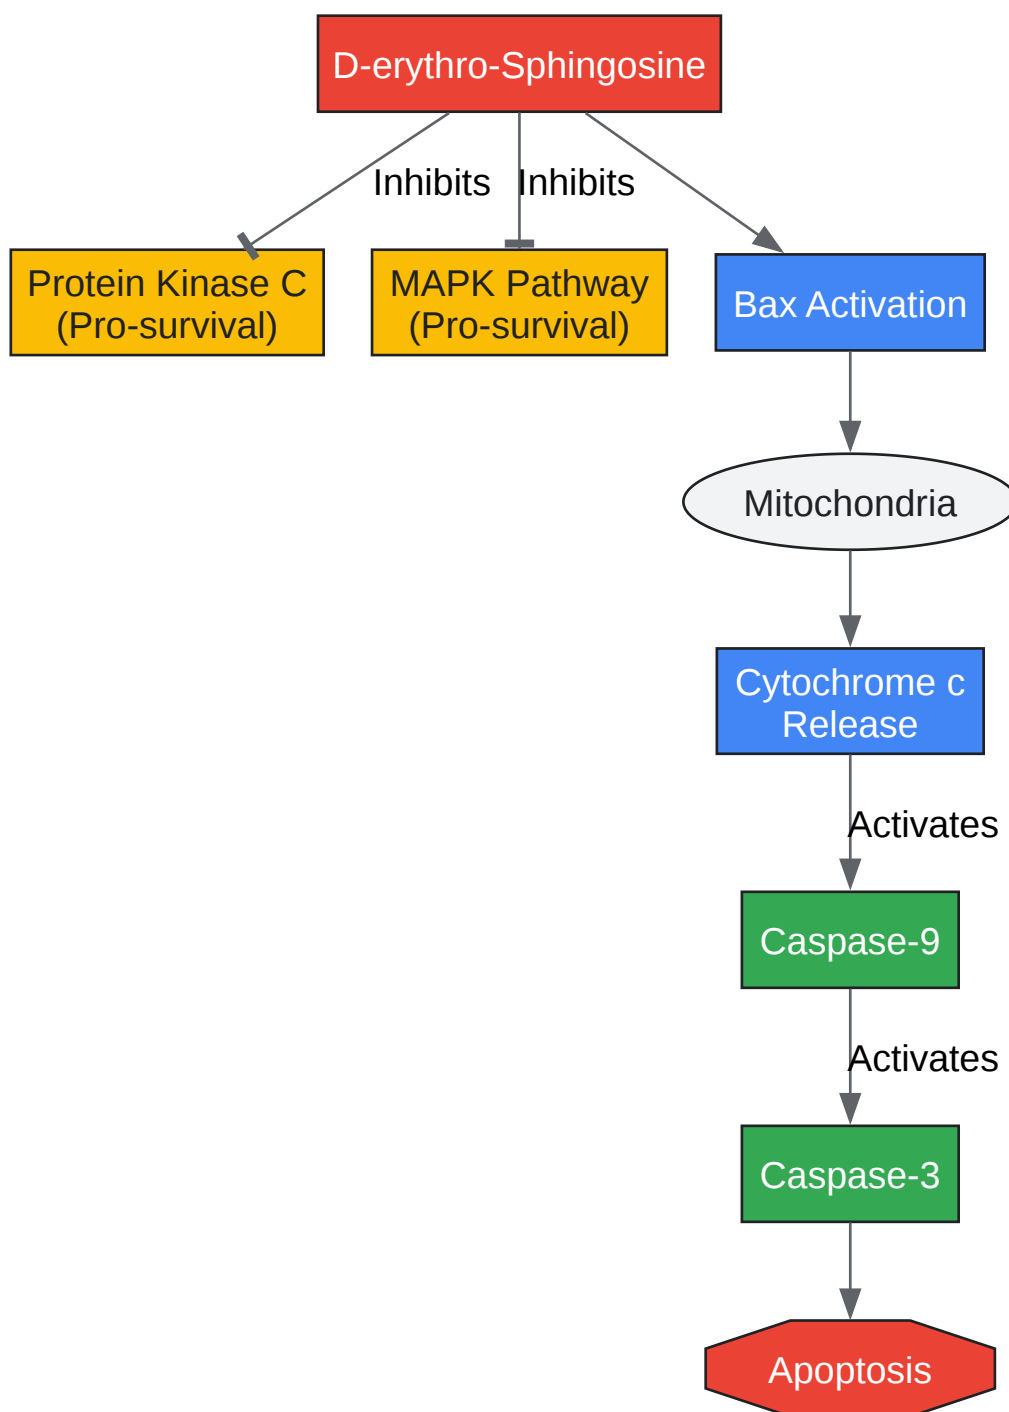 D-erythro-Sphingosine
Inhibits
Inhibits
Protein Kinase C
(Pro-survival)
MAPK Pathway
(Pro-survival)
Bax Activation
Mitochondria
Cytochrome c
Release
Activates
Caspase-9
Activates
Caspase-3
Apoptosis